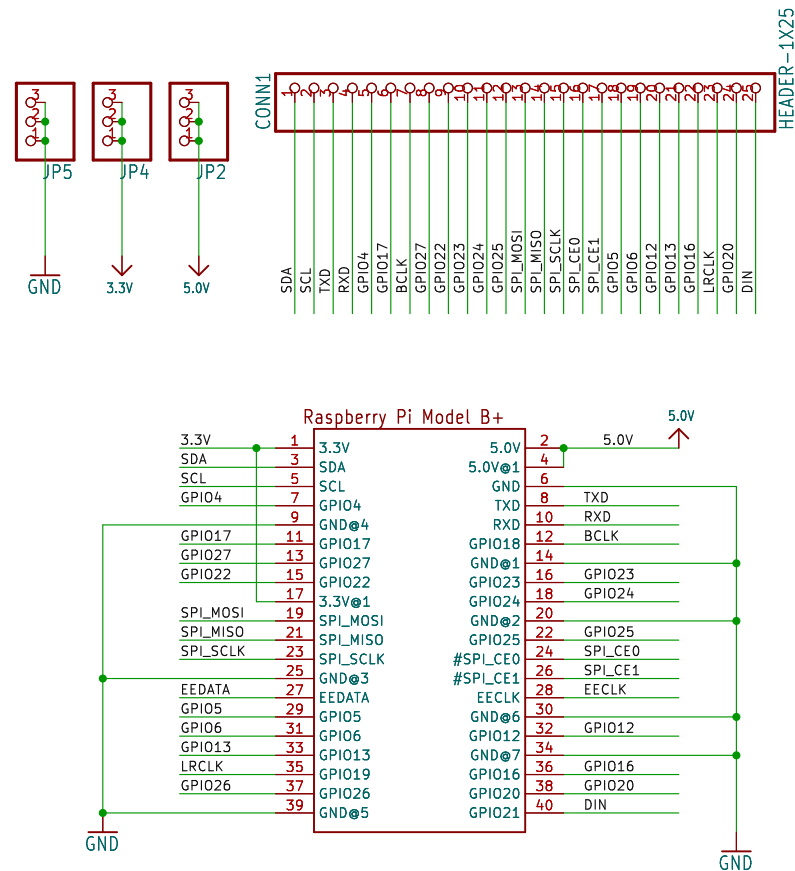 HEADER-1X25
CONN1
1 2 3 4 5 6 7 8 9 10 11 12 13 14 15 16 17 18 19 20 21 22 23 24 25
3 3 3
2 2 2
1 1 1
JP5 JP4 JP2
SDA
SCL
TXD
RXD
GPIO4
GPIO17
BCLK
GPIO27
GPIO22
GPIO23
GPIO24
GPIO25
SPI_MOSI
SPI_MISO
SPI_SCLK
SPI_CE0
SPI_CE1
GPIO5
GPIO6
GPIO12
GPIO13
GPIO16
LRCLK
GPIO20
DIN
GND 3.3V 5.0V
Raspberry Pi Model B+ 5.0V
3.3V 1 3.3V 5.0V 2 5.0V
SDA 3 SDA 5.0V@1 4
SCL 5 SCL GND 6
GPIO4 7 GPIO4 TXD 8 TXD
9 GND@4 RXD 10 RXD
GPIO17 11 GPIO17 GPIO18 12 BCLK
GPIO27 13 GPIO27 GND@1 14
GPIO22 15 GPIO22 GPIO23 16 GPIO23
17 3.3V@1 GPIO24 18 GPIO24
SPI_MOSI 19 SPI_MOSI GND@2 20
SPI_MISO 21 SPI_MISO GPIO25 22 GPIO25
SPI_SCLK 23 SPI_SCLK #SPI_CE0 24 SPI_CE0
25 GND@3 #SPI_CE1 26 SPI_CE1
EEDATA 27 EEDATA EECLK 28 EECLK
GPIO5 29 GPIO5 GND@6 30
GPIO6 31 GPIO6 GPIO12 32 GPIO12
GPIO13 33 GPIO13 GND@7 34
LRCLK 35 GPIO19 GPIO16 36 GPIO16
GPIO26 37 GPIO26 GPIO20 38 GPIO20
39 GND@5 GPIO21 40 DIN
GND GND